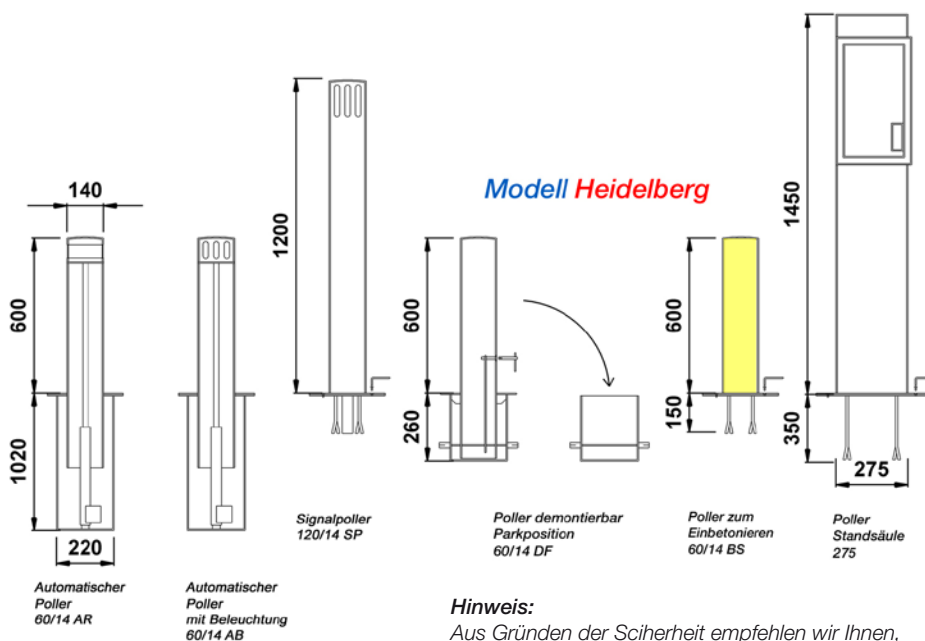 140
600
1020
220
Automatischer
Poller
60/14 AR
Automatischer
Poller
mit Beleuchtung
60/14 AB
1200
Signalpoller
120/14 SP
Modell Heidelberg
600
260
Poller demontierbar
Parkposition
60/14 DF
600
150
Poller zum
Einbetonieren
60/14 BS
1450
350
275
Poller
Standsäule
275
Hinweis:
Aus Gründen der Sciherheit empfehlen wir Ihnen,